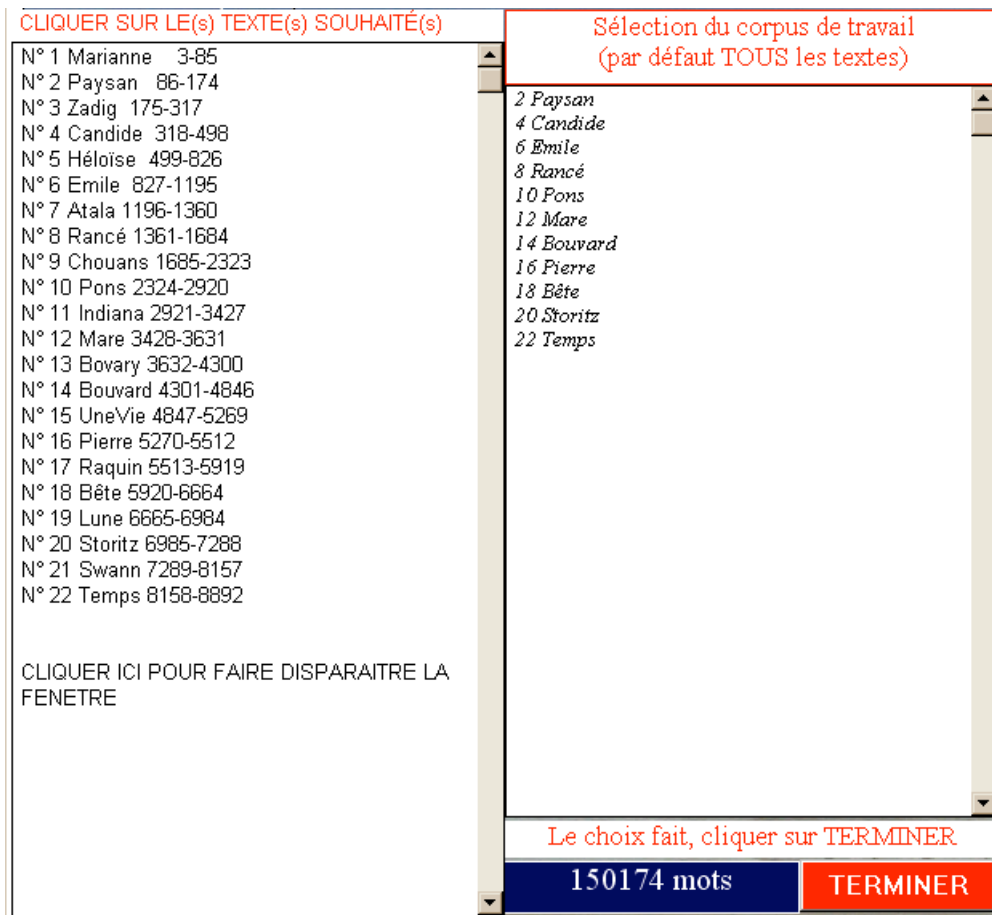 CLIQUER SUR LE(s) TEXTE(s) SOUHAITÉ(s)
N° 1 Marianne 3-85
N° 2 Paysan 86-174
N° 3 Zadig 175-317
N° 4 Candide 318-498
N° 5 Héloïse 499-826
N° 6 Emile 827-1195
N° 7 Atala 1196-1360
N° 8 Rancé 1361-1684
N° 9 Chouans 1685-2323
N° 10 Pons 2324-2920
N° 11 Indiana 2921-3427
N° 12 Mare 3428-3631
N° 13 Bovary 3632-4300
N° 14 Bouvard 4301-4846
N° 15 UneVie 4847-5269
N° 16 Pierre 5270-5512
N° 17 Raquin 5513-5919
N° 18 Bête 5920-6664
N° 19 Lune 6665-6984
N° 20 Storitz 6985-7288
N° 21 Swann 7289-8157
N° 22 Temps 8158-8892
CLIQUER ICI POUR FAIRE DISPARAITRE LA
FENETRE
Sélection du corpus de travail
(par défaut TOUS les textes)
2 Paysan
4 Candide
6 Emile
8 Rancé
10 Pons
12 Mare
14 Bouvard
16 Pierre
18 Bête
20 Storitz
22 Temps
Le choix fait, cliquer sur TERMINER
150174 mots
TERMINER